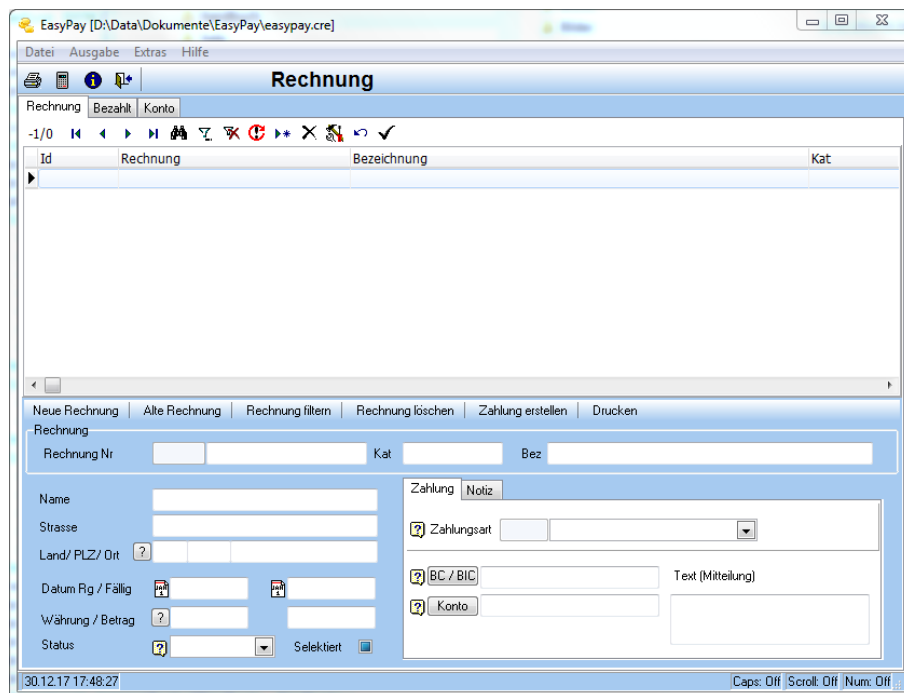 EasyPay [D:\Data\Dokumente\EasyPay\easypay.cre]
Datei Ausgabe Extras Hilfe
Rechnung
Rechnung Bezahlt Konto
-1/0
Id Rechnung Bezeichnung Kat
Neue Rechnung Alte Rechnung Rechnung filtern Rechnung löschen Zahlung erstellen Drucken
Rechnung
Rechnung Nr Kat Bez
Zahlung Notiz
Name
Strasse
Zahlungsart
Land/ PLZ/ Ort
BC / BIC Text (Mitteilung)
Datum Rg / Fällig
Konto
Währung / Betrag
Status Selektiert
30.12.17 17:48:27 Caps: Off Scroll: Off Num: Off